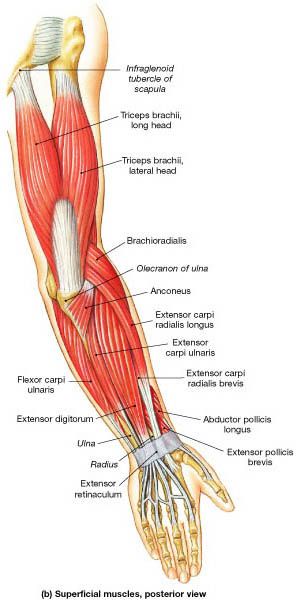 Infraglenoid
tubercle of
scapula
Triceps brachii,
long head
Triceps brachii,
lateral head
Brachioradialis
Olecranon of ulna
Anconeus
Extensor carpi
radialis longus
Extensor
carpi ulnaris
Flexor carpi
ulnaris
Extensor carpi
radialis brevis
Extensor digitorum
Abductor pollicis
longus
Ulna
Extensor pollicis
brevis
Radius
Extensor
retinaculum
(b) Superficial muscles, posterior view